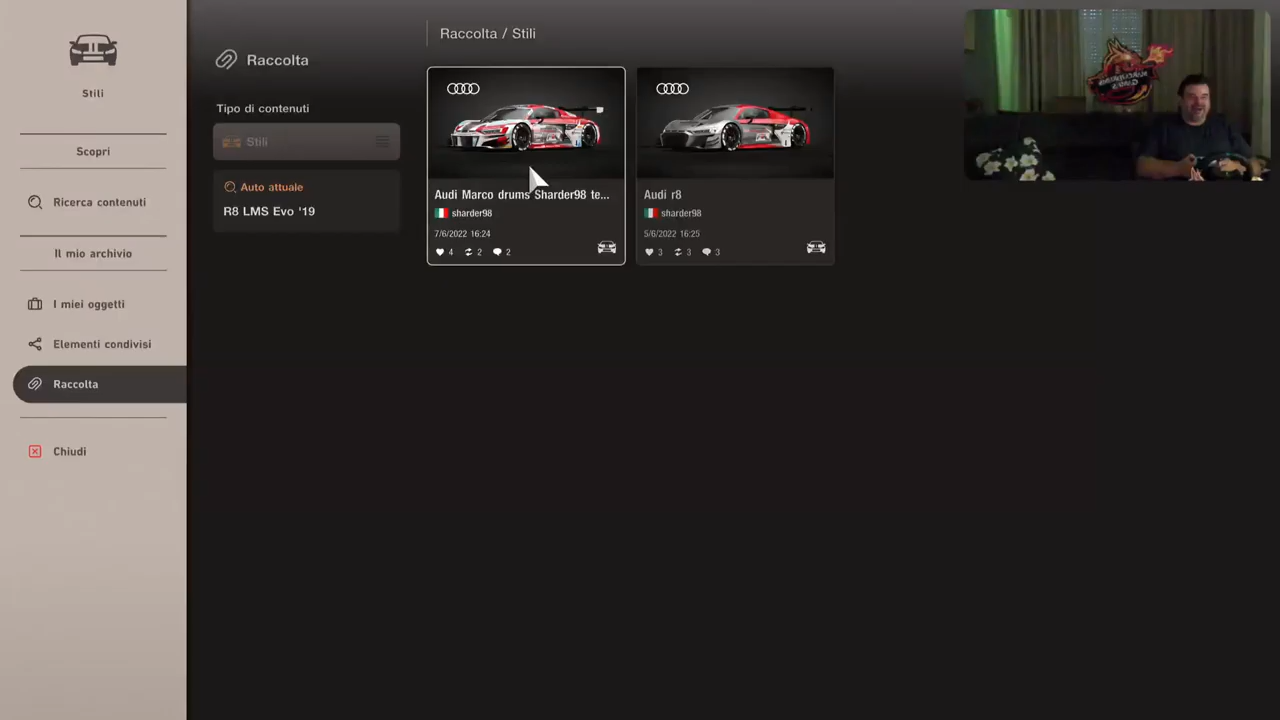 Stili
Scopri
Ricerca contenuti
Il mio archivio
I miei oggetti
Elementi condivisi
Raccolta
Chiudi
Raccolta
Tipo di contenuti
Stili
Auto attuale
R8 LMS Evo '19
Raccolta / Stili
Audi Marco drums Sharder98 te...
sharder98
7/6/2022 16:24
4 2 2
Audi r8
sharder98
5/6/2022 16:25
3 3 3